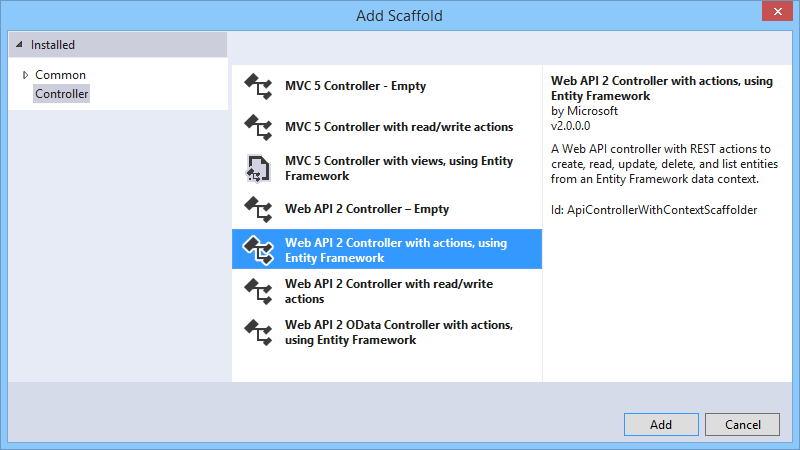 Add Scaffold
Installed
Common
Controller
MVC 5 Controller - Empty
MVC 5 Controller with read/write actions
MVC 5 Controller with views, using Entity
Framework
Web API 2 Controller – Empty
Web API 2 Controller with actions, using
Entity Framework
Web API 2 Controller with read/write
actions
Web API 2 OData Controller with actions,
using Entity Framework
Web API 2 Controller with actions, using
Entity Framework
by Microsoft
v2.0.0.0
A Web API controller with REST actions to
create, read, update, delete, and list entities
from an Entity Framework data context.
Id: ApiControllerWithContextScaffolder
Add
Cancel